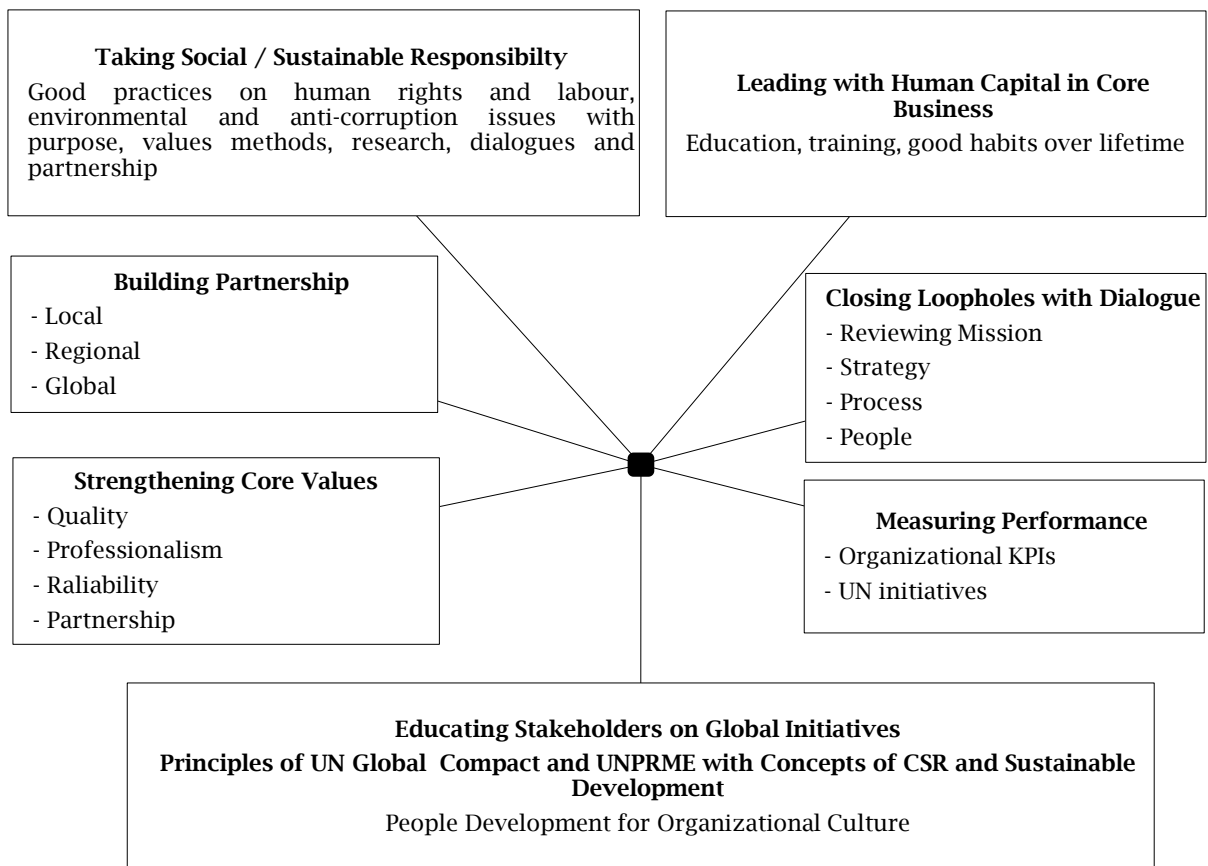 Taking Social / Sustainable Responsibilty
Good practices on human rights and labour,
environmental and anti-corruption issues with
purpose, values methods, research, dialogues and
partnership
Leading with Human Capital in Core
Business
Education, training, good habits over lifetime
Building Partnership
- Local
- Regional
- Global
Closing Loopholes with Dialogue
- Reviewing Mission
- Strategy
- Process
- People
Strengthening Core Values
- Quality
- Professionalism
- Raliability
- Partnership
Measuring Performance
- Organizational KPIs
- UN initiatives
Educating Stakeholders on Global Initiatives
Principles of UN Global Compact and UNPRME with Concepts of CSR and Sustainable
Development
People Development for Organizational Culture